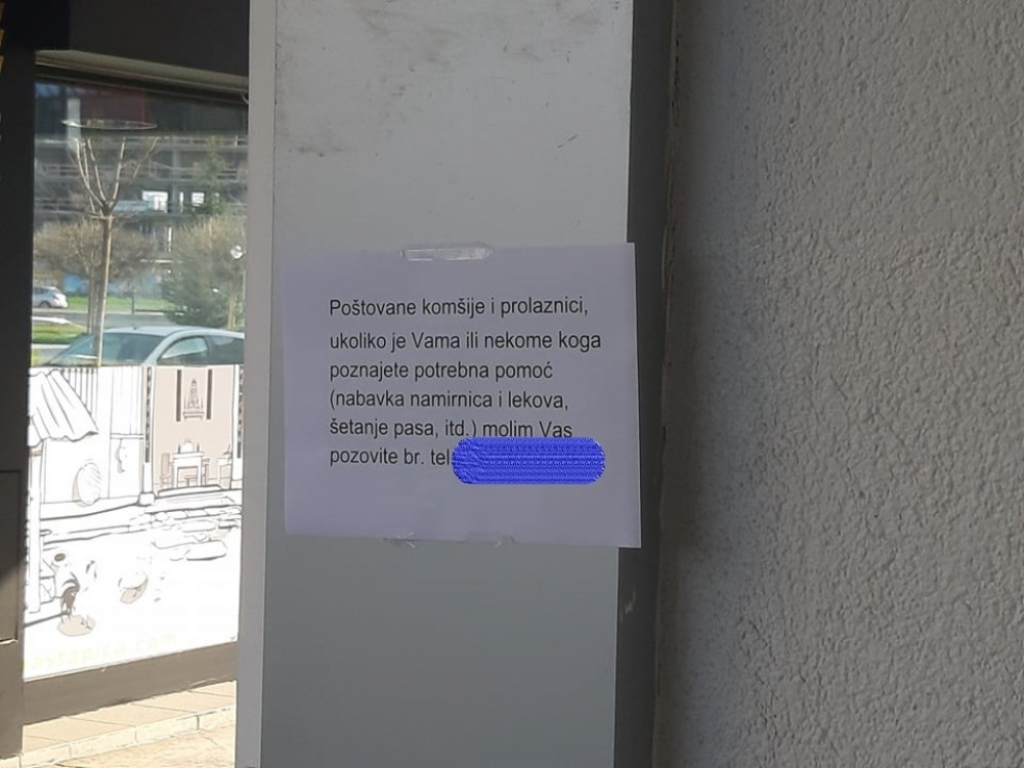 Poštovane komšije i prolaznici,
ukoliko je Vama ili nekome koga
poznajete potrebna pomoć
(nabavka namirnica i lekova,
šetanje pasa, itd.) molim Vas
pozovite br. tel